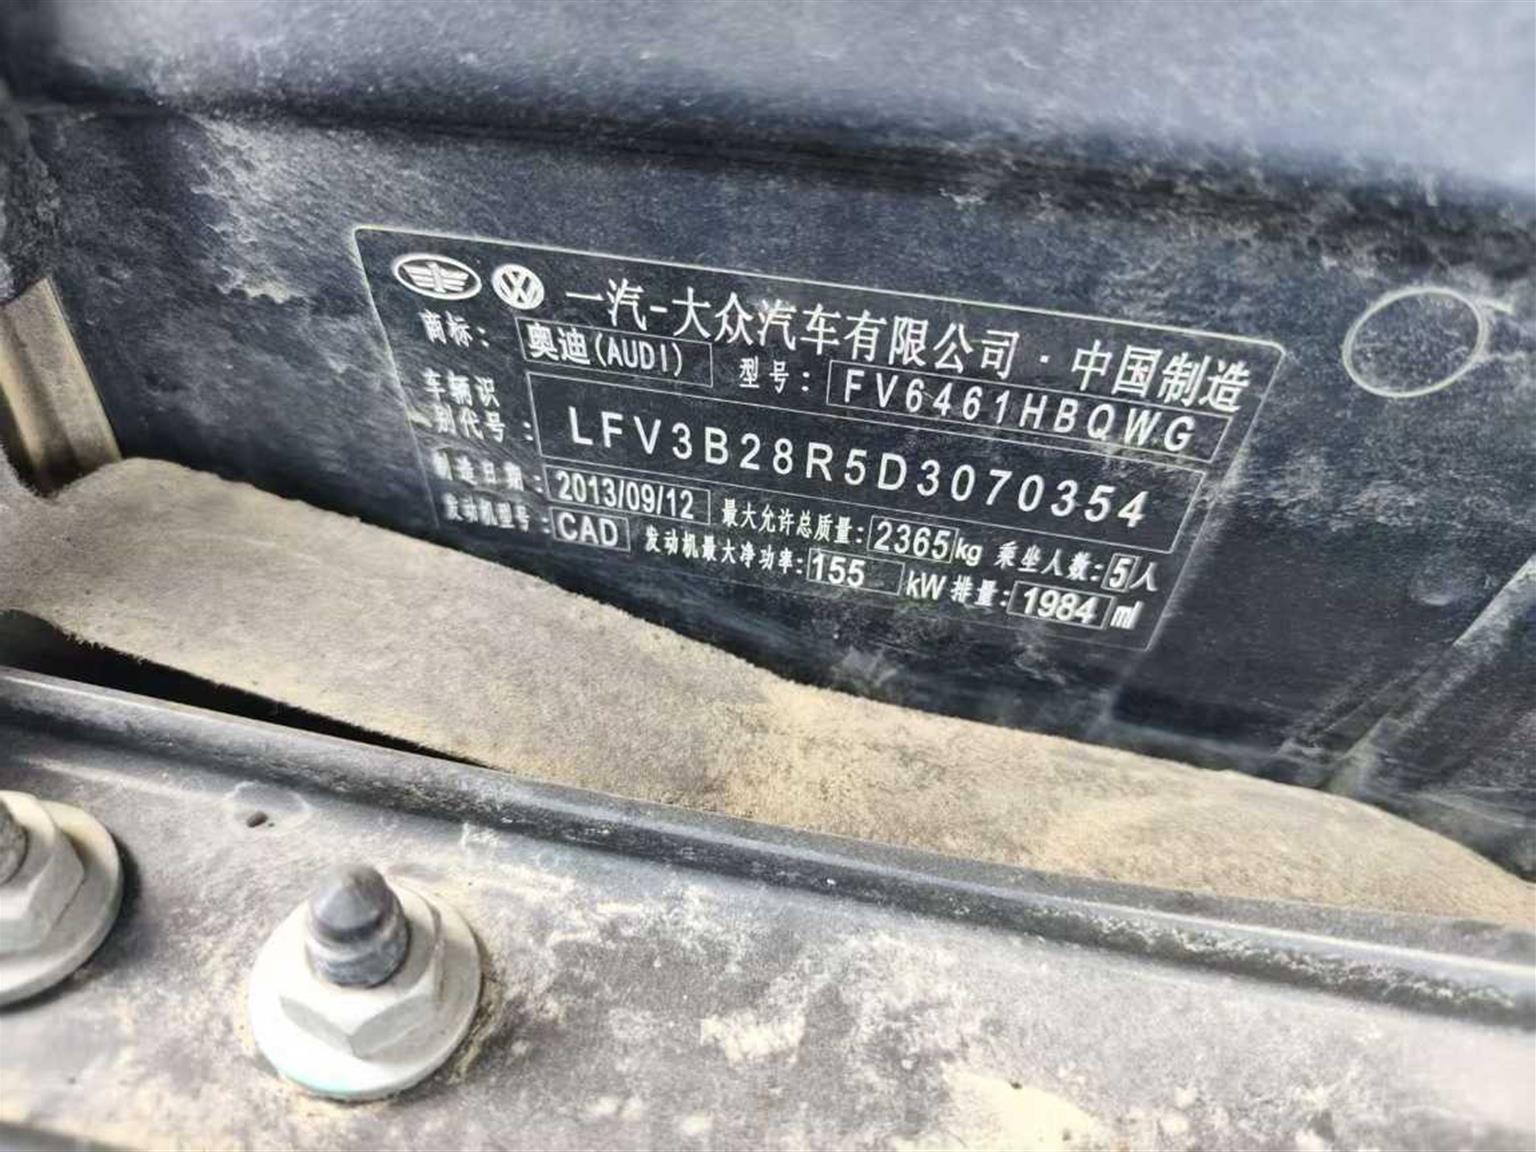 一汽-大众汽车有限公司·中国制造
商标: 奥迪(AUDI) 型号: FV6461HBQWG
车辆识
别代号: LFV3B28R5D3070354
制造日期: 2013/09/12 最大允许总质量: 2365kg 乘坐人数: 5人
发动机型号: CAD 发动机最大净功率: 155 kW 排量: 1984 ml